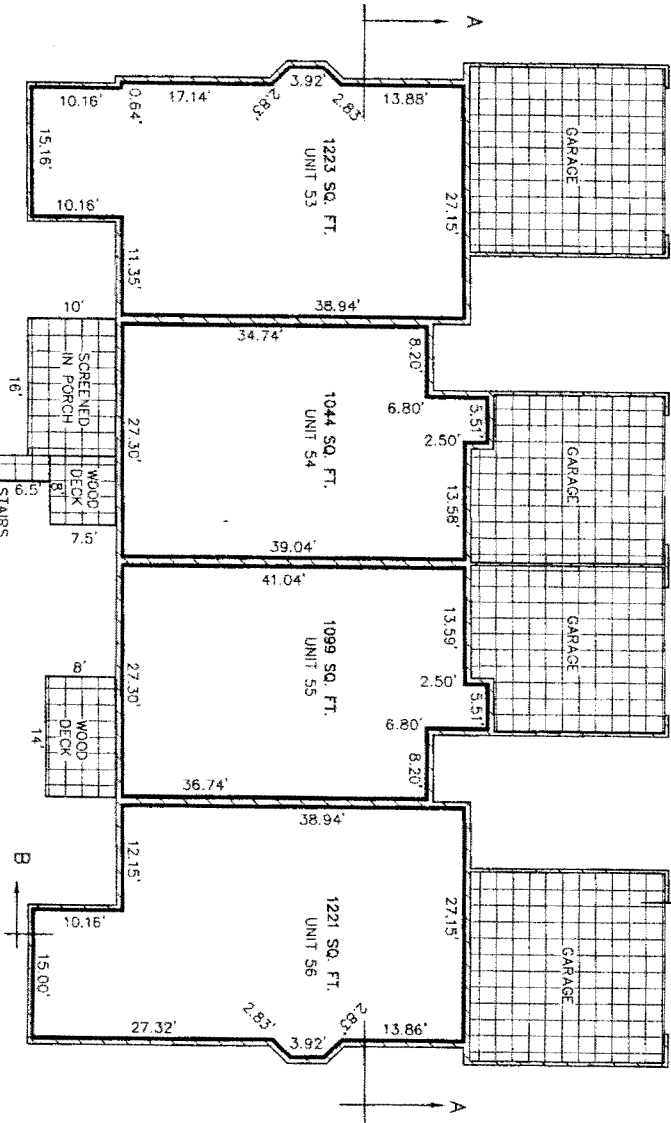 A
GARAGE
GARAGE
GARAGE
GARAGE
13.88'
2.83'
3.92'
2.83'
17.14'
0.64'
10.16'
15.16'
10.16'
11.35'
38.94'
27.15'
1223 SQ. FT.
UNIT 53
34.74'
8.20'
6.80'
5.51'
2.50'
13.58'
39.04'
27.30'
1044 SQ. FT.
UNIT 54
10'
SCREENED
IN PORCH
16'
WOOD
DECK
8'
7.5'
6.5'
STAIRS
41.04'
13.59'
2.50'
5.51'
6.80'
8.20'
36.74'
27.30'
1099 SQ. FT.
UNIT 55
8'
WOOD
DECK
14'
38.94'
27.15'
1221 SQ. FT.
UNIT 56
12.15'
10.16'
15.00'
27.32'
2.83'
3.92'
2.83'
13.86'
B
A